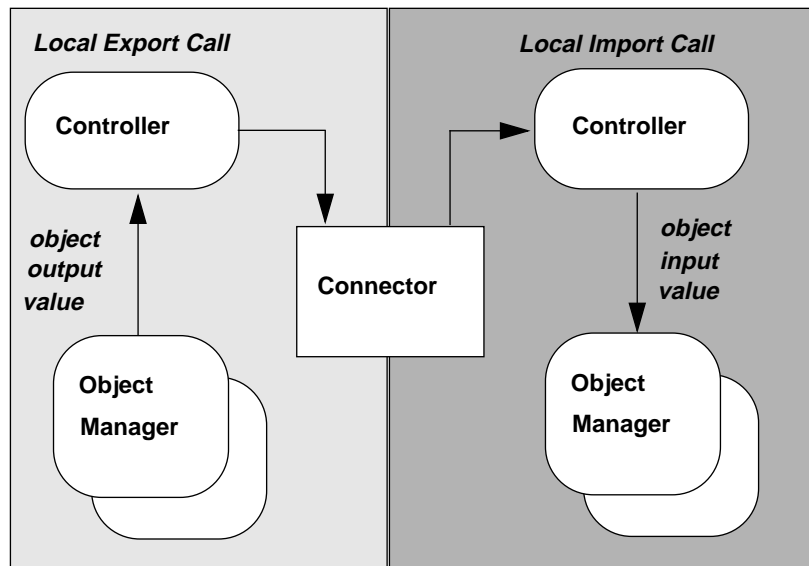 Local Export Call
Controller
object
output
value
Object
Manager
Connector
Local Import Call
Controller
object
input
value
Object
Manager